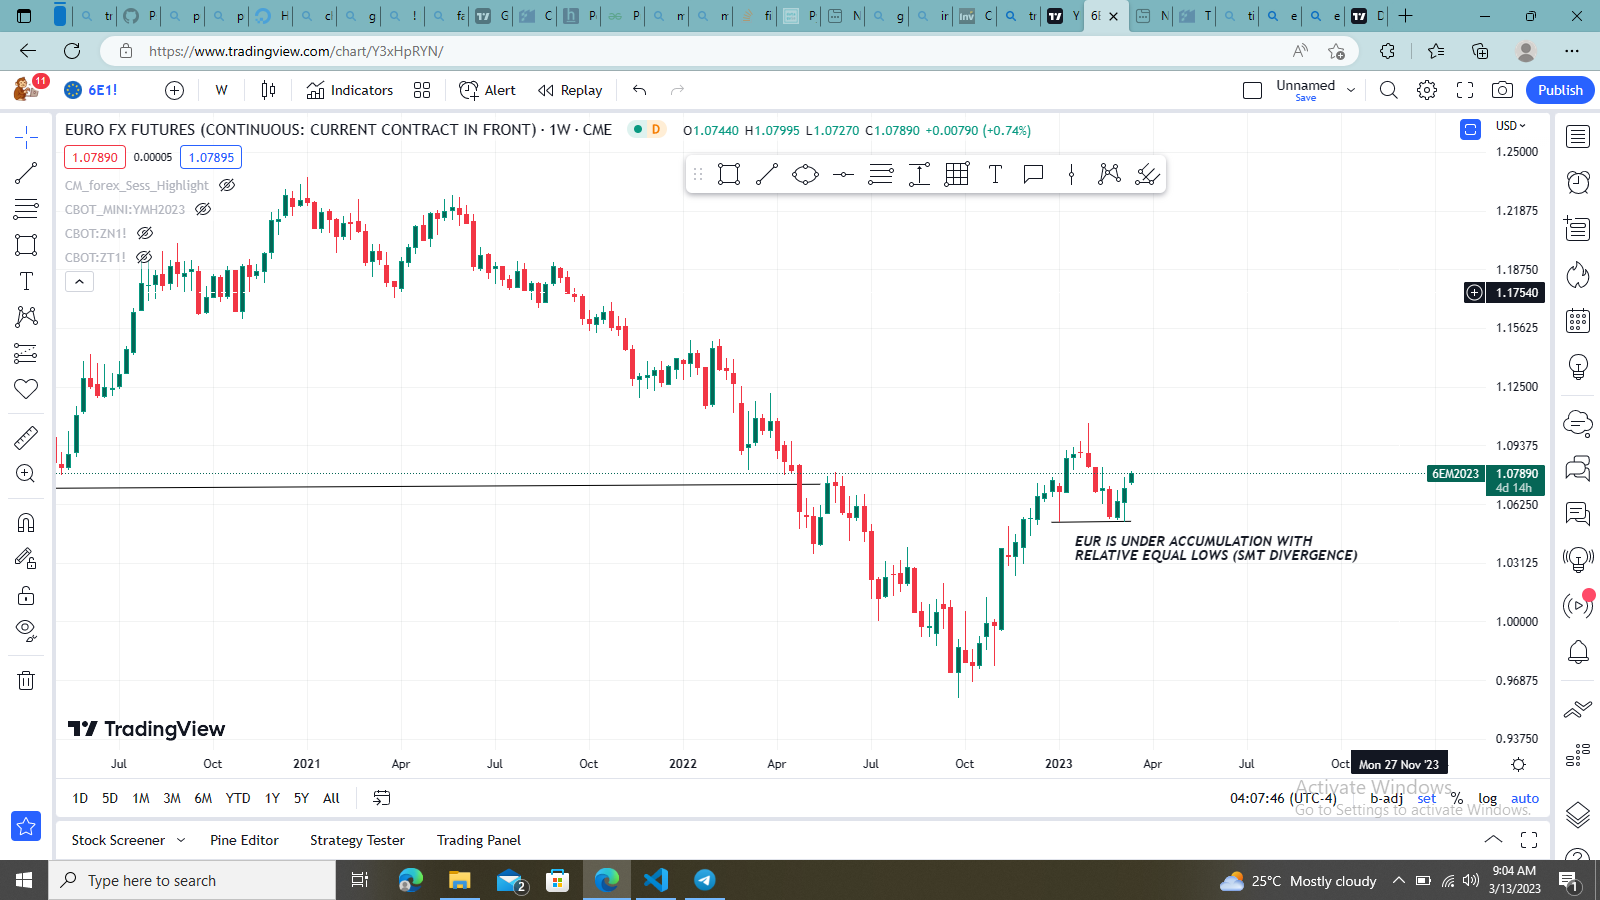 https://www.tradingview.com/chart/Y3xHpRYN/
11
6E1!
W
Indicators
Alert
Replay
Unnamed
Save
Publish
EURO FX FUTURES (CONTINUOUS: CURRENT CONTRACT IN FRONT) · 1W · CME
D
O1.07440 H1.07995 L1.07270 C1.07890 +0.00790 (+0.74%)
USD
1.07890 0.00005 1.07895
CM_forex_Sess_Highlight
CBOT_MINI:YMH2023
CBOT:ZN1!
CBOT:ZT1!
1.25000
1.21875
1.18750
1.17540
1.15625
1.12500
1.09375
6EM2023 1.07890
4d 14h
1.06250
1.03125
1.00000
0.96875
0.93750
EUR IS UNDER ACCUMULATION WITH
RELATIVE EQUAL LOWS (SMT DIVERGENCE)
TradingView
Jul Oct 2021 Apr Jul Oct 2022 Apr Jul Oct 2023 Apr Jul Oct Mon 27 Nov '23
1D 5D 1M 3M 6M YTD 1Y 5Y All
04:07:46 (UTC-4) b-adj set % log auto
Activate Windows
Go to Settings to activate Windows.
Stock Screener Pine Editor Strategy Tester Trading Panel
Type here to search
2
25°C Mostly cloudy
9:04 AM
3/13/2023
1